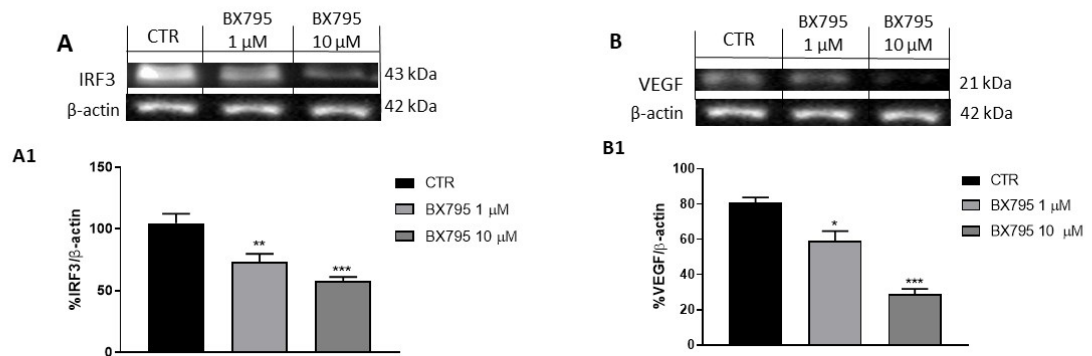 A
CTR
BX795
1 µM
BX795
10 µM
IRF3
43 kDa
β-actin
42 kDa
A1
%IRF3/β-actin
150
100
50
0
**
***
CTR
BX795 1 µM
BX795 10 µM
B
CTR
BX795
1 µM
BX795
10 µM
VEGF
21 kDa
β-actin
42 kDa
B1
%VEGF/β-actin
100
80
60
40
20
0
*
***
CTR
BX795 1 µM
BX795 10 µM